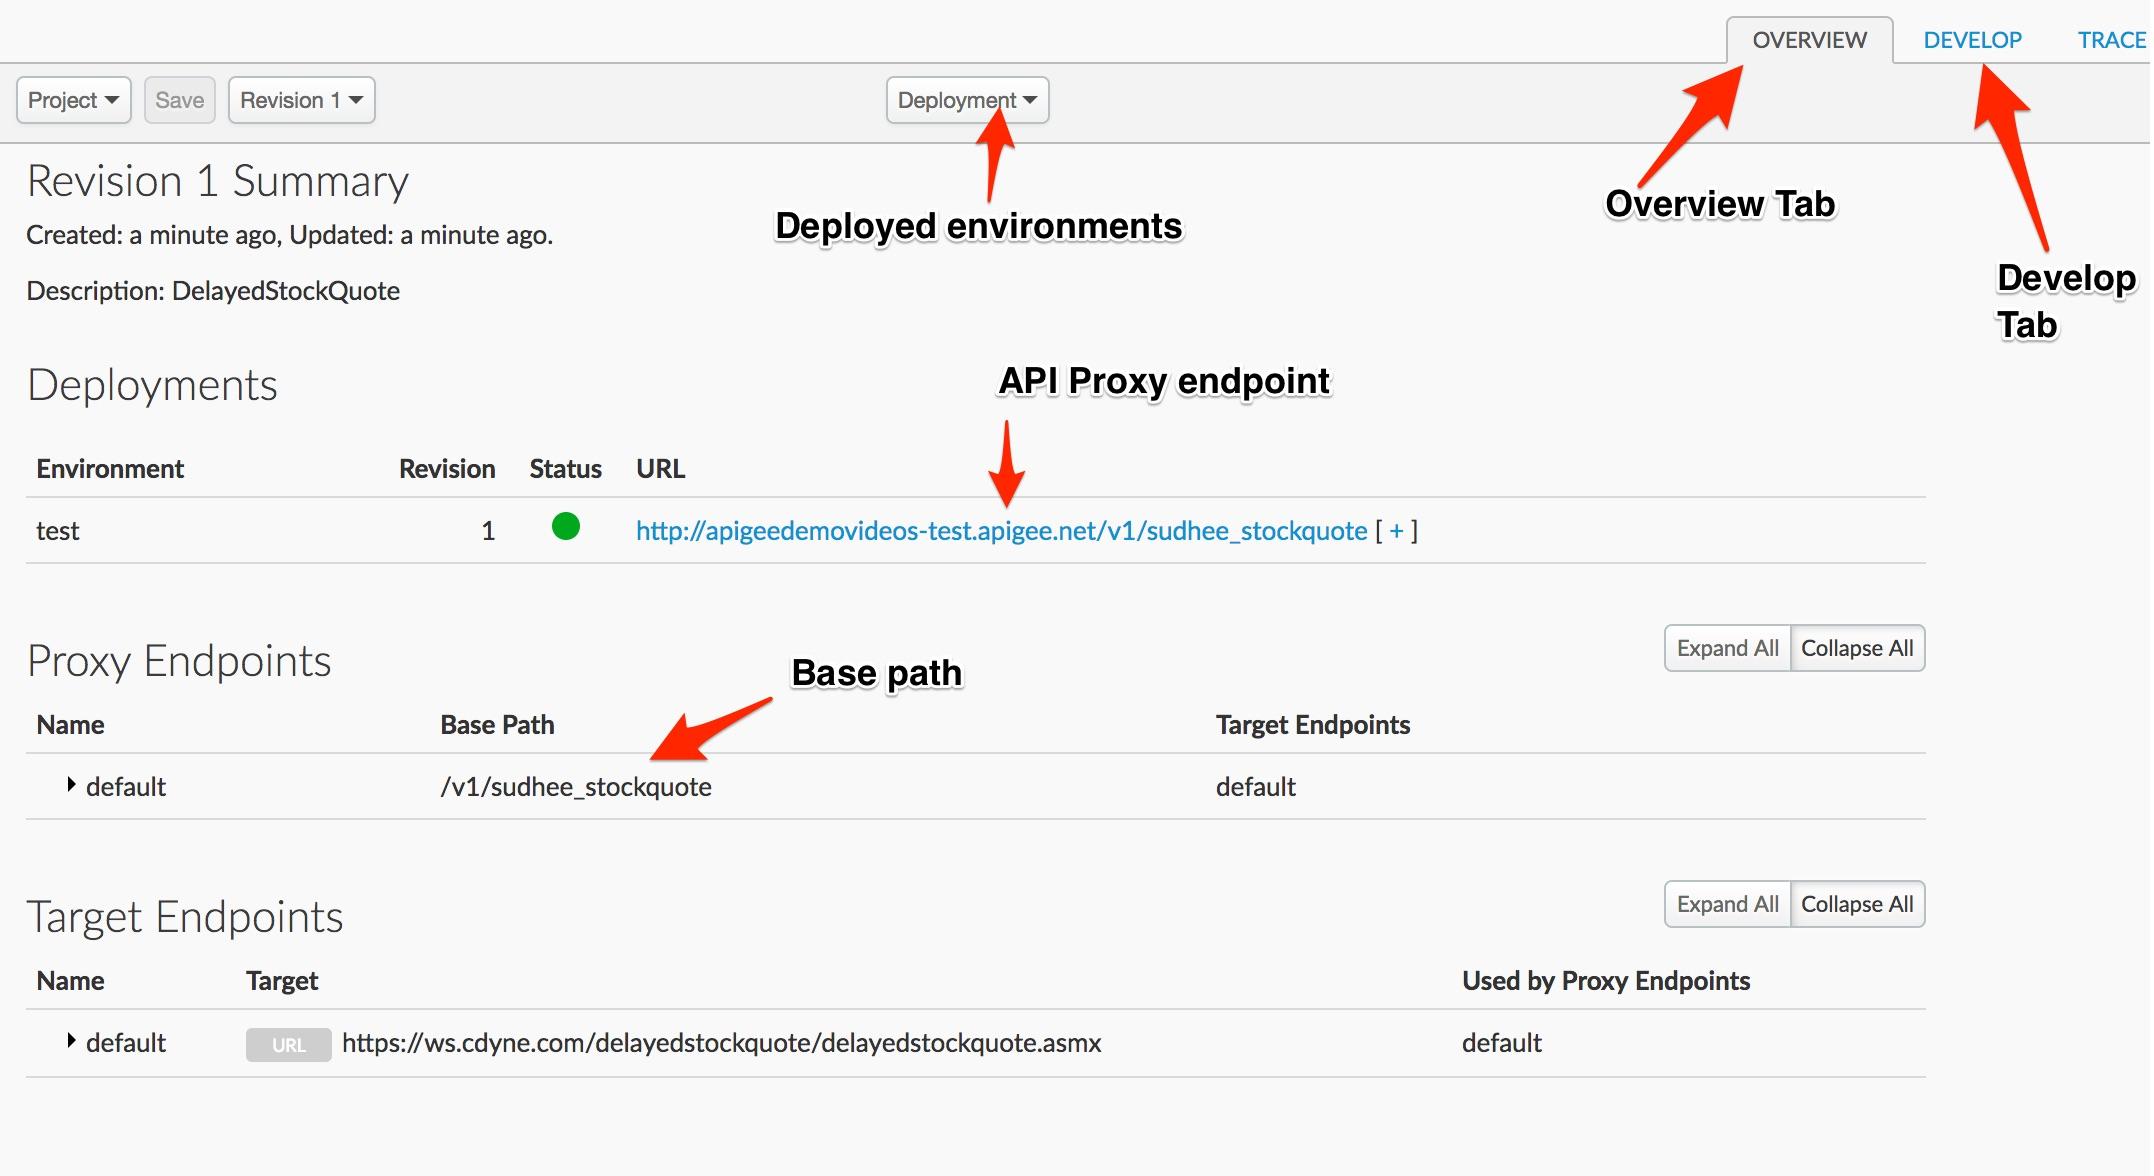 OVERVIEW DEVELOP TRACE
Project Save Revision 1 Deployment
Revision 1 Summary
Created: a minute ago, Updated: a minute ago.
Deployed environments
Overview Tab
Develop
Tab
Description: DelayedStockQuote
Deployments
API Proxy endpoint
Environment Revision Status URL
test 1 http://apigeedemovideos-test.apigee.net/v1/sudhee_stockquote [ + ]
Proxy Endpoints
Expand All Collapse All
Base path
Name Base Path Target Endpoints
default /v1/sudhee_stockquote default
Target Endpoints
Expand All Collapse All
Name Target Used by Proxy Endpoints
default URL https://ws.cdyne.com/delayedstockquote/delayedstockquote.asmx default